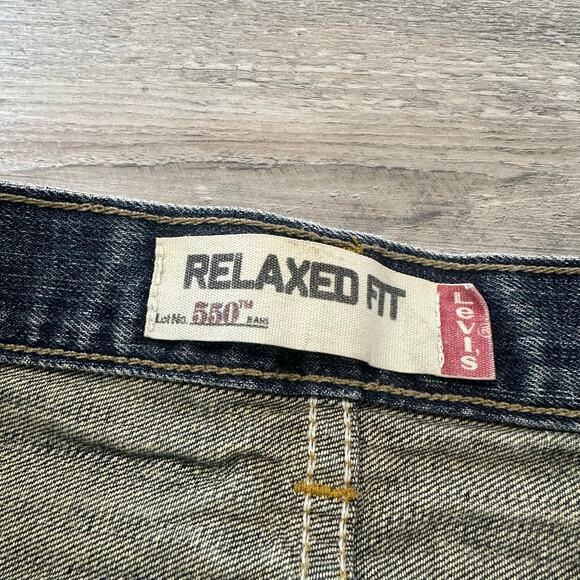 RELAXED FIT
Lot No. 550™ JEANS
Levi's ®